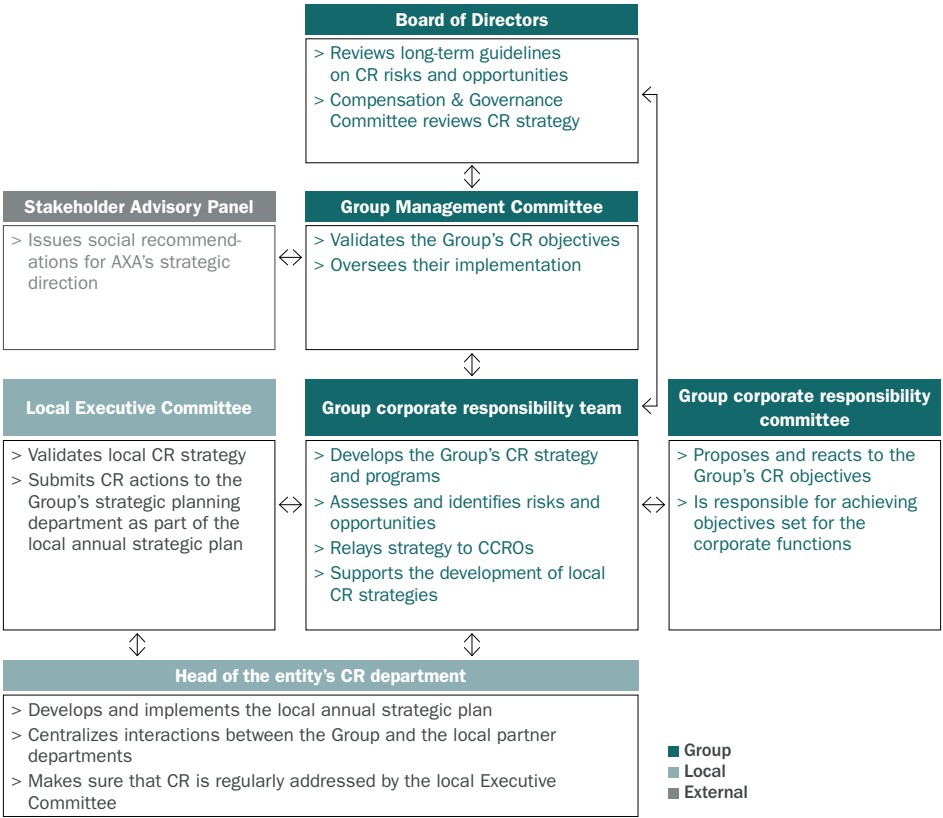 Board of Directors
> Reviews long-term guidelines
on CR risks and opportunities
> Compensation & Governance
Committee reviews CR strategy
Stakeholder Advisory Panel
> Issues social recommend-
ations for AXA’s strategic
direction
Group Management Committee
> Validates the Group’s CR objectives
> Oversees their implementation
Local Executive Committee
> Validates local CR strategy
> Submits CR actions to the
Group’s strategic planning
department as part of the
local annual strategic plan
Group corporate responsibility team
> Develops the Group’s CR strategy
and programs
> Assesses and identifies risks and
opportunities
> Relays strategy to CCROs
> Supports the development of local
CR strategies
Group corporate responsibility
committee
> Proposes and reacts to the
Group’s CR objectives
> Is responsible for achieving
objectives set for the
corporate functions
Head of the entity’s CR department
> Develops and implements the local annual strategic plan
> Centralizes interactions between the Group and the local partner
departments
> Makes sure that CR is regularly addressed by the local Executive
Committee
Group
Local
External